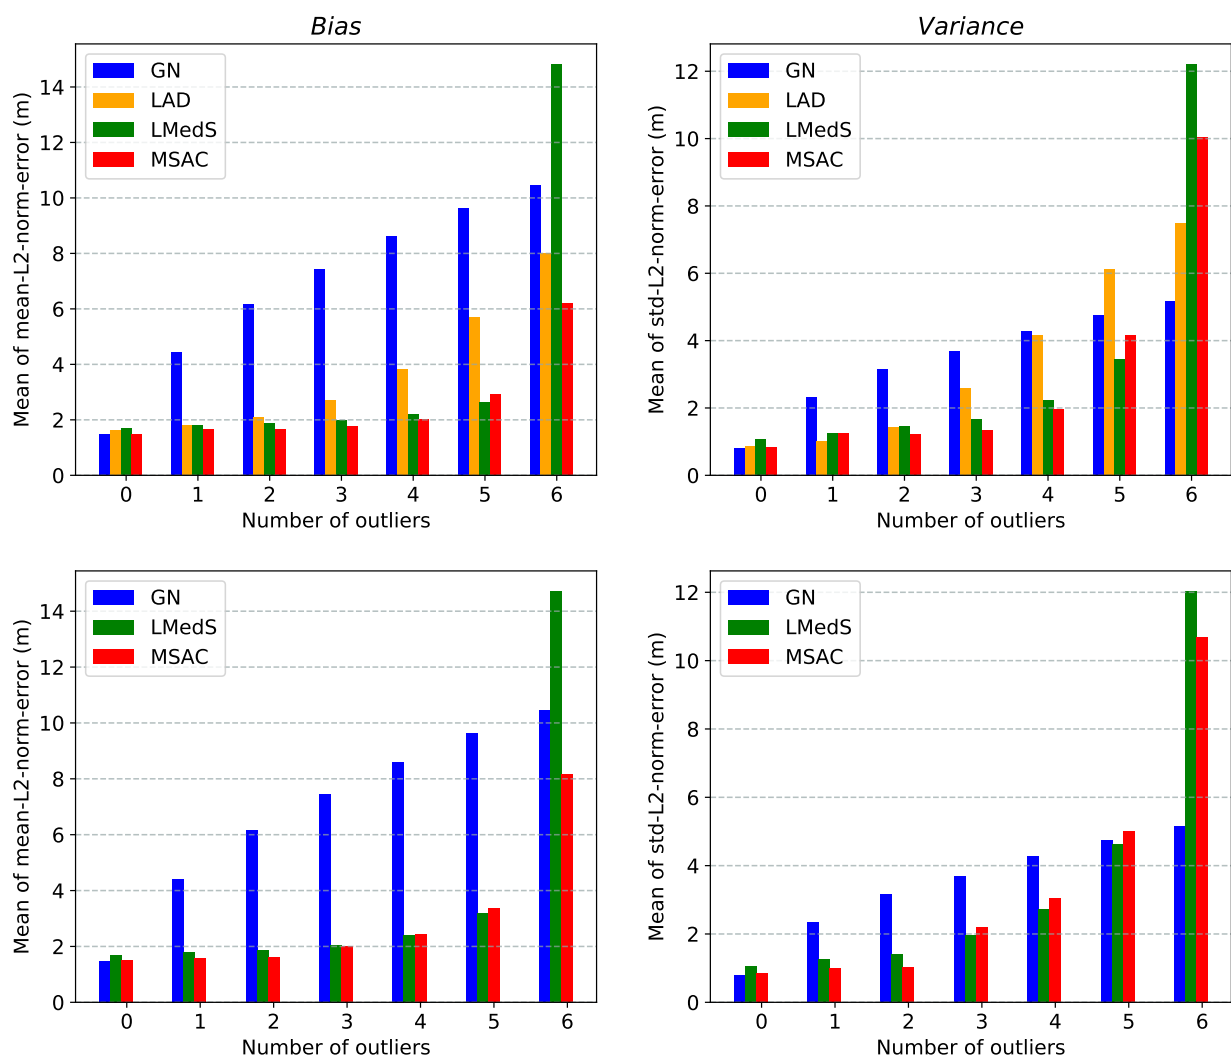 Bias
Mean of mean-L2-norm-error (m)
14
12
10
8
6
4
2
0
GN
LAD
LMedS
MSAC
0 1 2 3 4 5 6
Number of outliers
Variance
Mean of std-L2-norm-error (m)
12
10
8
6
4
2
0
GN
LAD
LMedS
MSAC
0 1 2 3 4 5 6
Number of outliers
Mean of mean-L2-norm-error (m)
14
12
10
8
6
4
2
0
GN
LMedS
MSAC
0 1 2 3 4 5 6
Number of outliers
Mean of std-L2-norm-error (m)
12
10
8
6
4
2
0
GN
LMedS
MSAC
0 1 2 3 4 5 6
Number of outliers